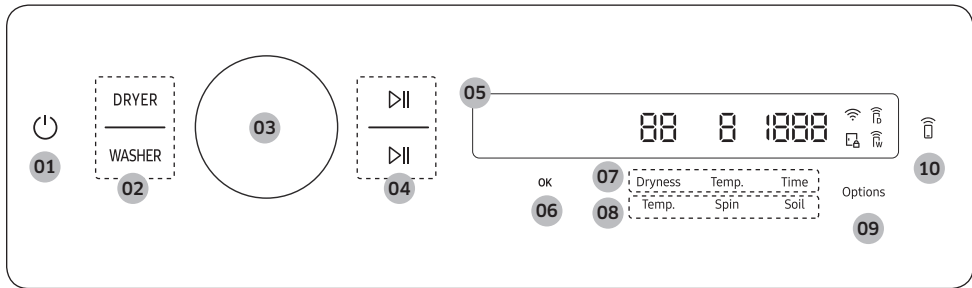 DRYER
WASHER
01
02
03
04
05
88 8 1888
D
W
OK
06
07
Dryness Temp. Time
08
Temp. Spin Soil
Options
09
10